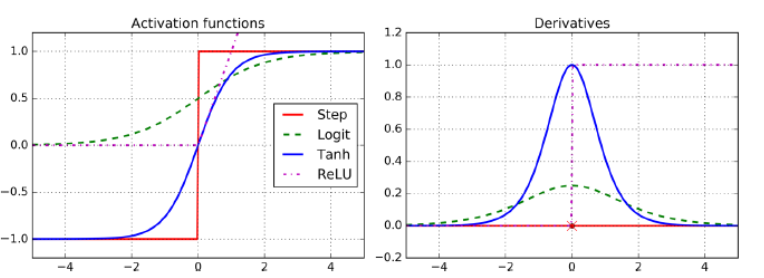 Activation functions
1.0
0.5
0.0
−0.5
−1.0
−4 −2 0 2 4
Step
Logit
Tanh
ReLU
Derivatives
1.2
1.0
0.8
0.6
0.4
0.2
0.0
−0.2
−4 −2 0 2 4